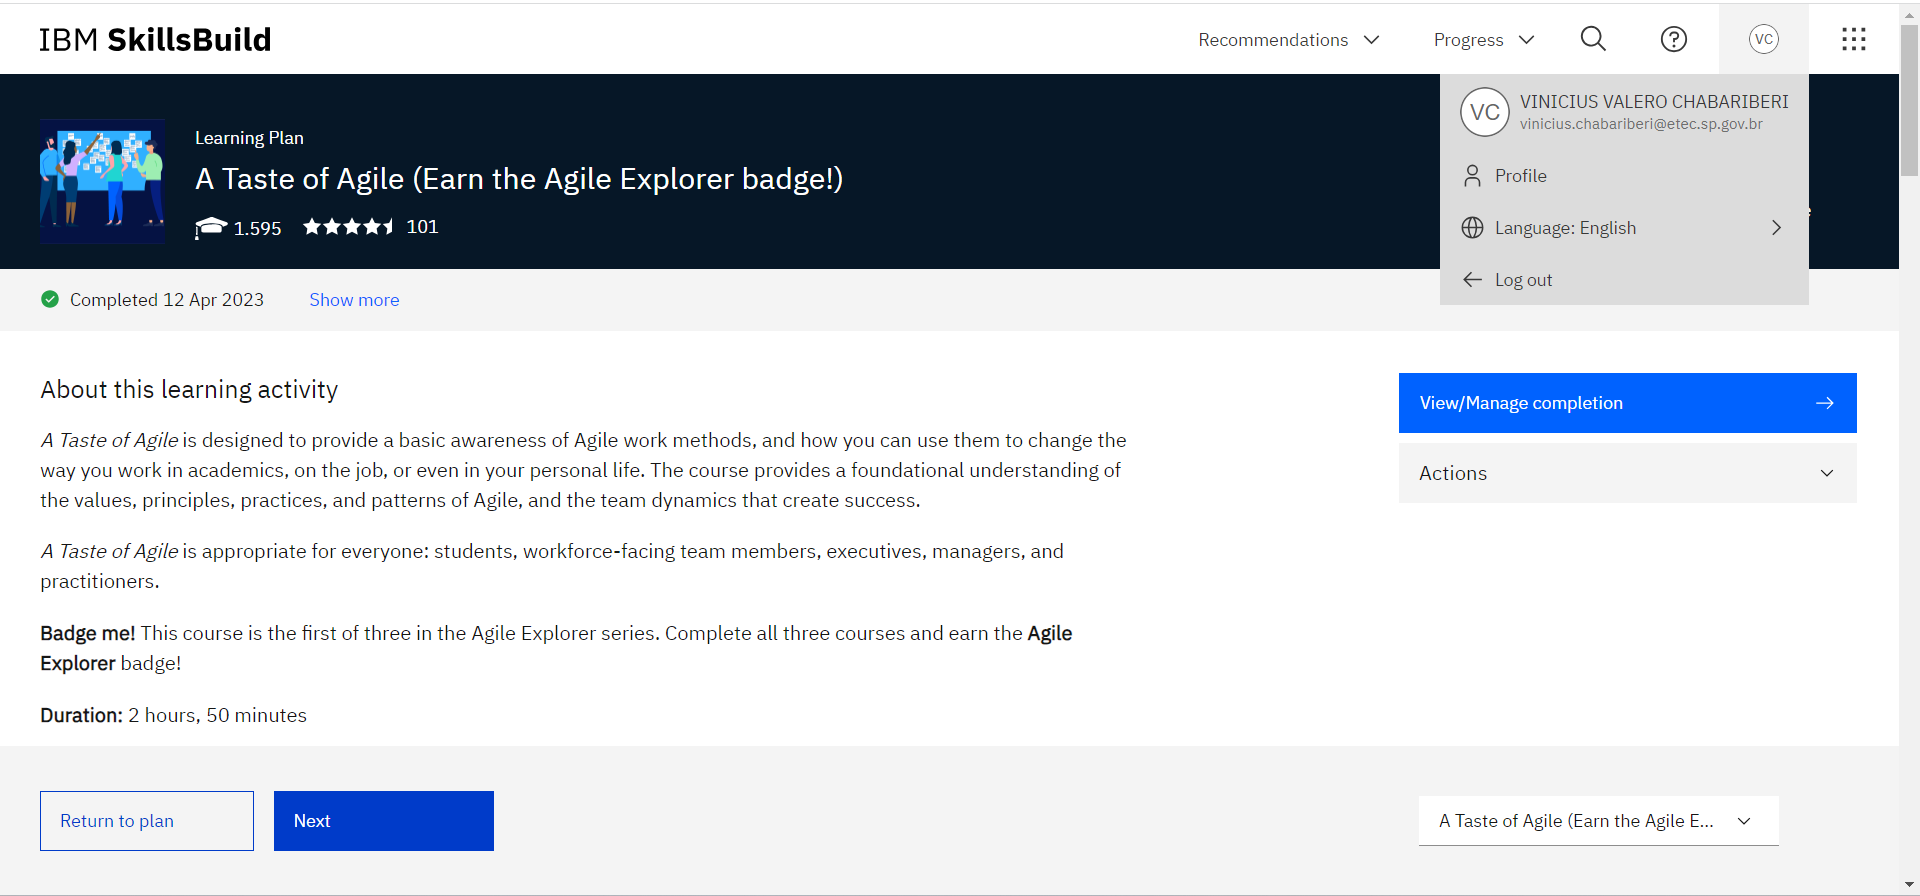 IBM SkillsBuild
Recommendations
Progress
VC
VC
VINICIUS VALERO CHABARIBERI
vinicius.chabariberi@etec.sp.gov.br
Profile
Language: English
Log out
Learning Plan
A Taste of Agile (Earn the Agile Explorer badge!)
1.595
101
Completed 12 Apr 2023
Show more
About this learning activity
A Taste of Agile is designed to provide a basic awareness of Agile work methods, and how you can use them to change the
way you work in academics, on the job, or even in your personal life. The course provides a foundational understanding of
the values, principles, practices, and patterns of Agile, and the team dynamics that create success.
A Taste of Agile is appropriate for everyone: students, workforce-facing team members, executives, managers, and
practitioners.
Badge me! This course is the first of three in the Agile Explorer series. Complete all three courses and earn the Agile
Explorer badge!
Duration: 2 hours, 50 minutes
View/Manage completion
Actions
Return to plan
Next
A Taste of Agile (Earn the Agile E...